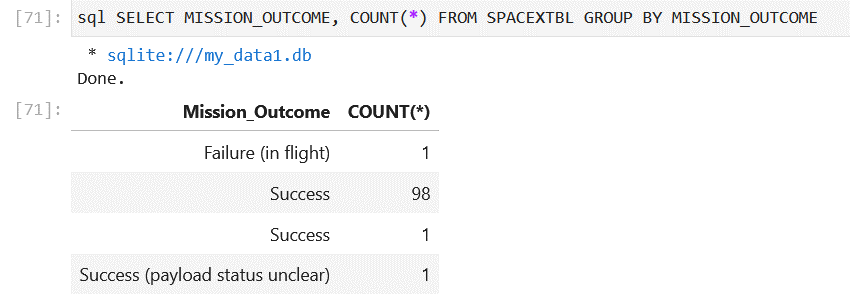 [71]: sql SELECT MISSION_OUTCOME, COUNT(*) FROM SPACEXTBL GROUP BY MISSION_OUTCOME
* sqlite:///my_data1.db
Done.
[71]: Mission_Outcome COUNT(*)
Failure (in flight) 1
Success 98
Success 1
Success (payload status unclear) 1